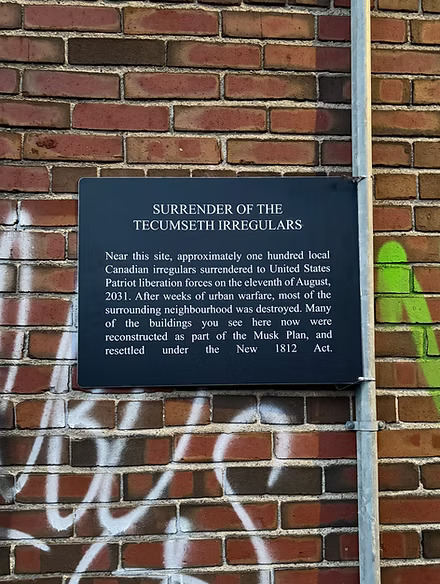 SURRENDER OF THE
TECUMSETH IRREGULARS
Near this site, approximately one hundred local
Canadian irregulars surrendered to United States
Patriot liberation forces on the eleventh of August,
2031. After weeks of urban warfare, most of the
surrounding neighbourhood was destroyed. Many
of the buildings you see here now were
reconstructed as part of the Musk Plan, and
resettled under the New 1812 Act.